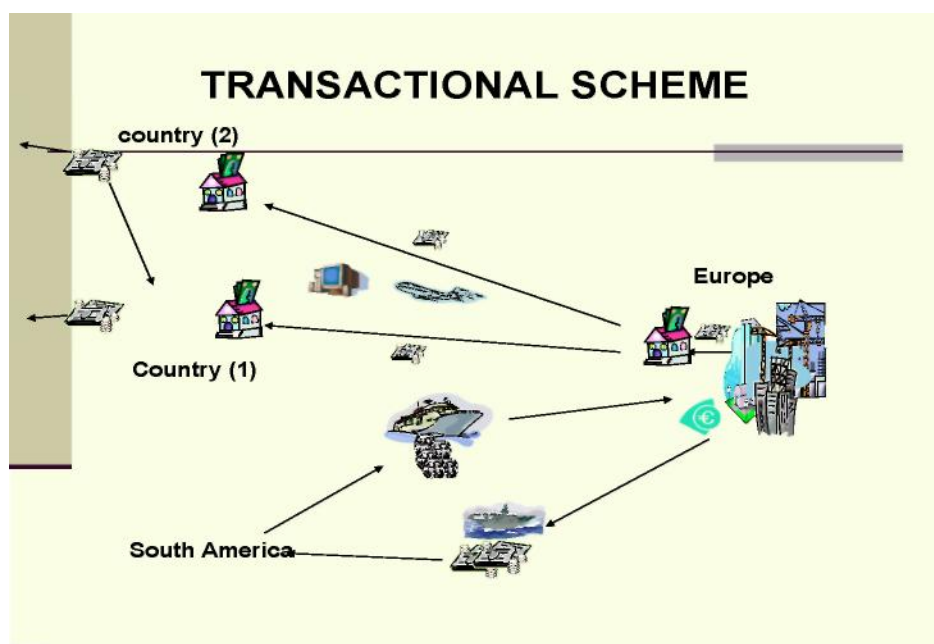 TRANSACTIONAL SCHEME
country (2)
Europe
Country (1)
€
South America